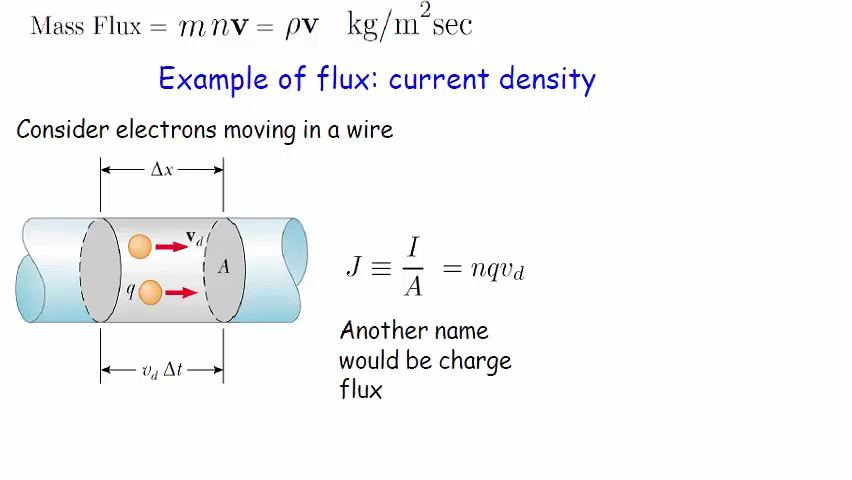 Mass Flux = m n v = ρv kg/m²sec
Example of flux: current density
Consider electrons moving in a wire
Δx
v_d
A
q
v_d Δt
J ≡ I/A = nqv_d
Another name
would be charge
flux